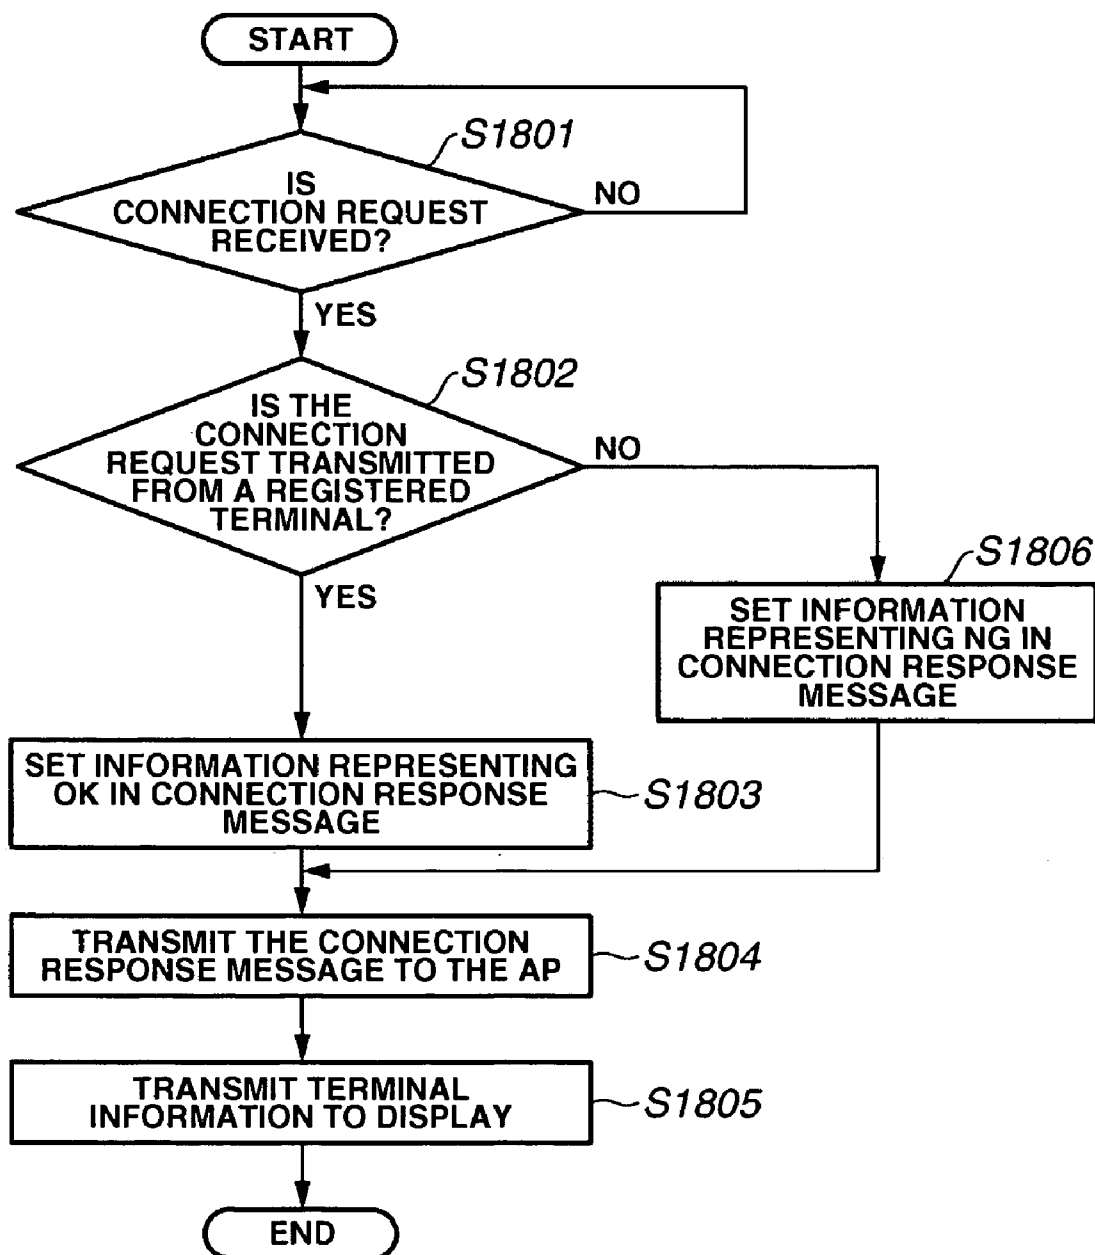 START
S1801
IS
CONNECTION REQUEST
RECEIVED?
NO
YES
S1802
IS THE
CONNECTION
REQUEST TRANSMITTED
FROM A REGISTERED
TERMINAL?
NO
YES
S1806
SET INFORMATION
REPRESENTING NG IN
CONNECTION RESPONSE
MESSAGE
SET INFORMATION REPRESENTING
OK IN CONNECTION RESPONSE
MESSAGE
S1803
TRANSMIT THE CONNECTION
RESPONSE MESSAGE TO THE AP
S1804
TRANSMIT TERMINAL
INFORMATION TO DISPLAY
S1805
END